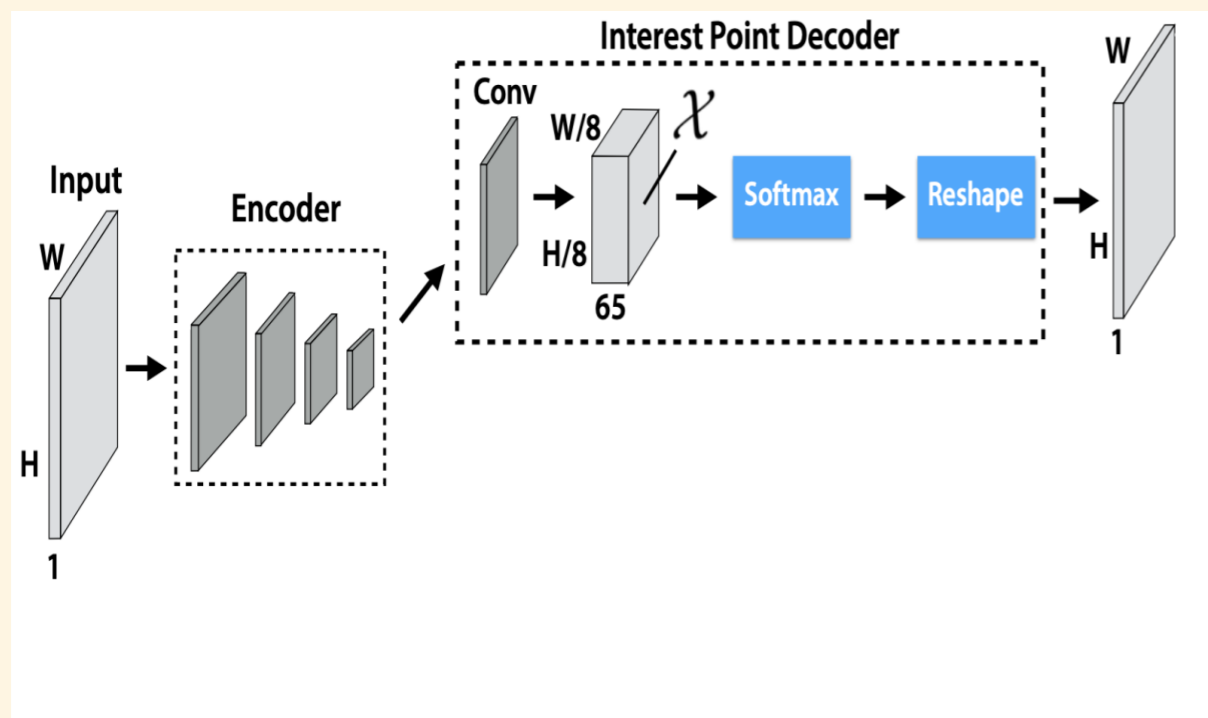 Interest Point Decoder
Input
W
H
1
Encoder
Conv
W/8
H/8
65
𝒳
Softmax
Reshape
W
H
1